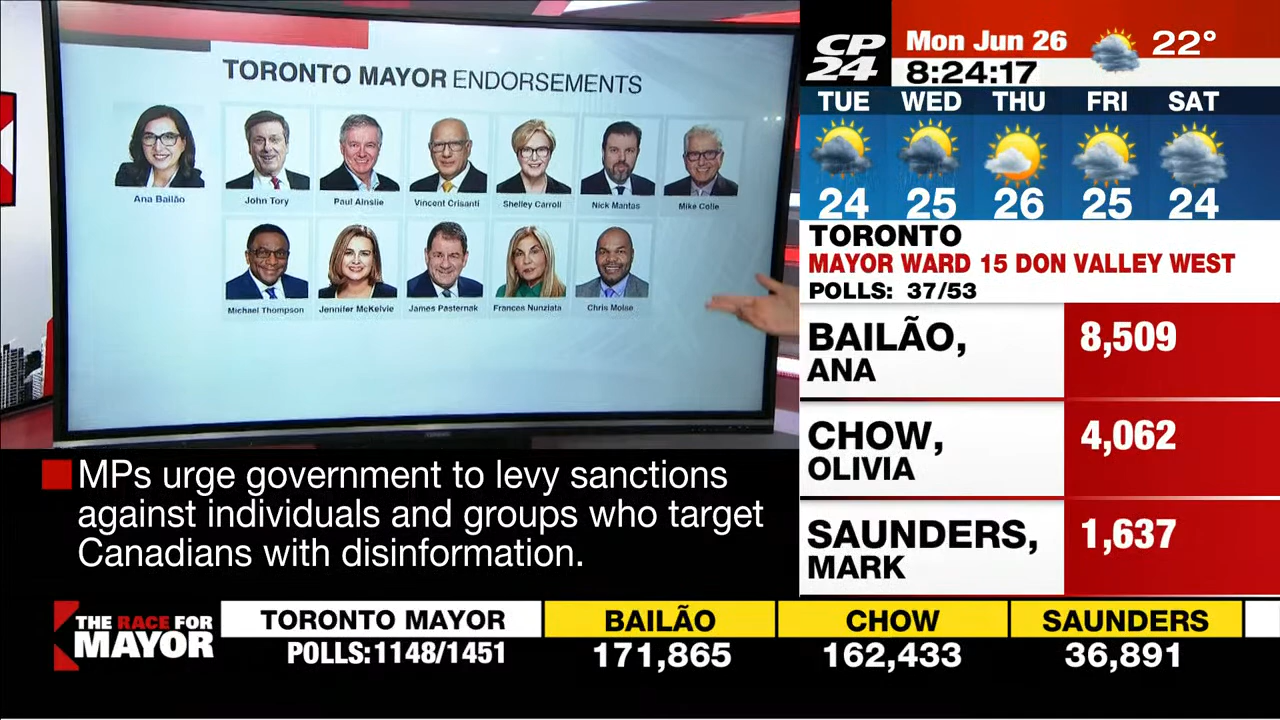 TORONTO MAYOR ENDORSEMENTS
Ana Bailão
John Tory
Paul Ainslie
Vincent Crisanti
Shelley Carroll
Nick Mantas
Mike Colle
Michael Thompson
Jennifer McKelvie
James Pasternak
Frances Nunziata
Chris Moise
MPs urge government to levy sanctions
against individuals and groups who target
Canadians with disinformation.
CP
24
Mon Jun 26
22°
8:24:17
TUE WED THU FRI SAT
24 25 26 25 24
TORONTO
MAYOR WARD 15 DON VALLEY WEST
POLLS: 37/53
BAILÃO,
ANA
8,509
CHOW,
OLIVIA
4,062
SAUNDERS,
MARK
1,637
THE RACE FOR
MAYOR
TORONTO MAYOR
POLLS:1148/1451
BAILÃO
171,865
CHOW
162,433
SAUNDERS
36,891